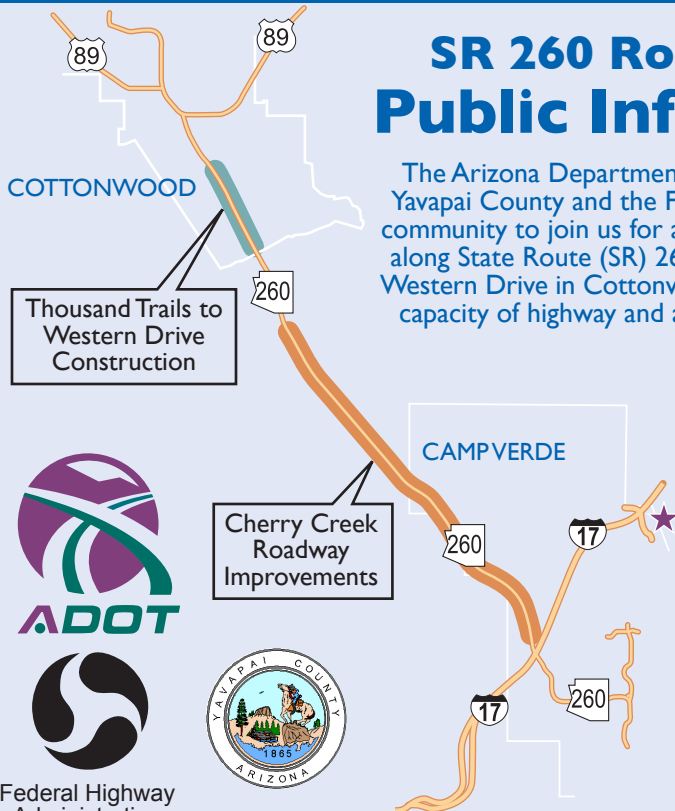 89
89
SR 260 Ro
Public Inf
The Arizona Departmen
Yavapai County and the F
community to join us for a
along State Route (SR) 26
Western Drive in Cottonw
capacity of highway and a
COTTONWOOD
260
Thousand Trails to
Western Drive
Construction
CAMP VERDE
Cherry Creek
Roadway
Improvements
260
17
ADOT
YAVAPAI COUNTY
1865
ARIZONA
17
260
Federal Highway
Administration